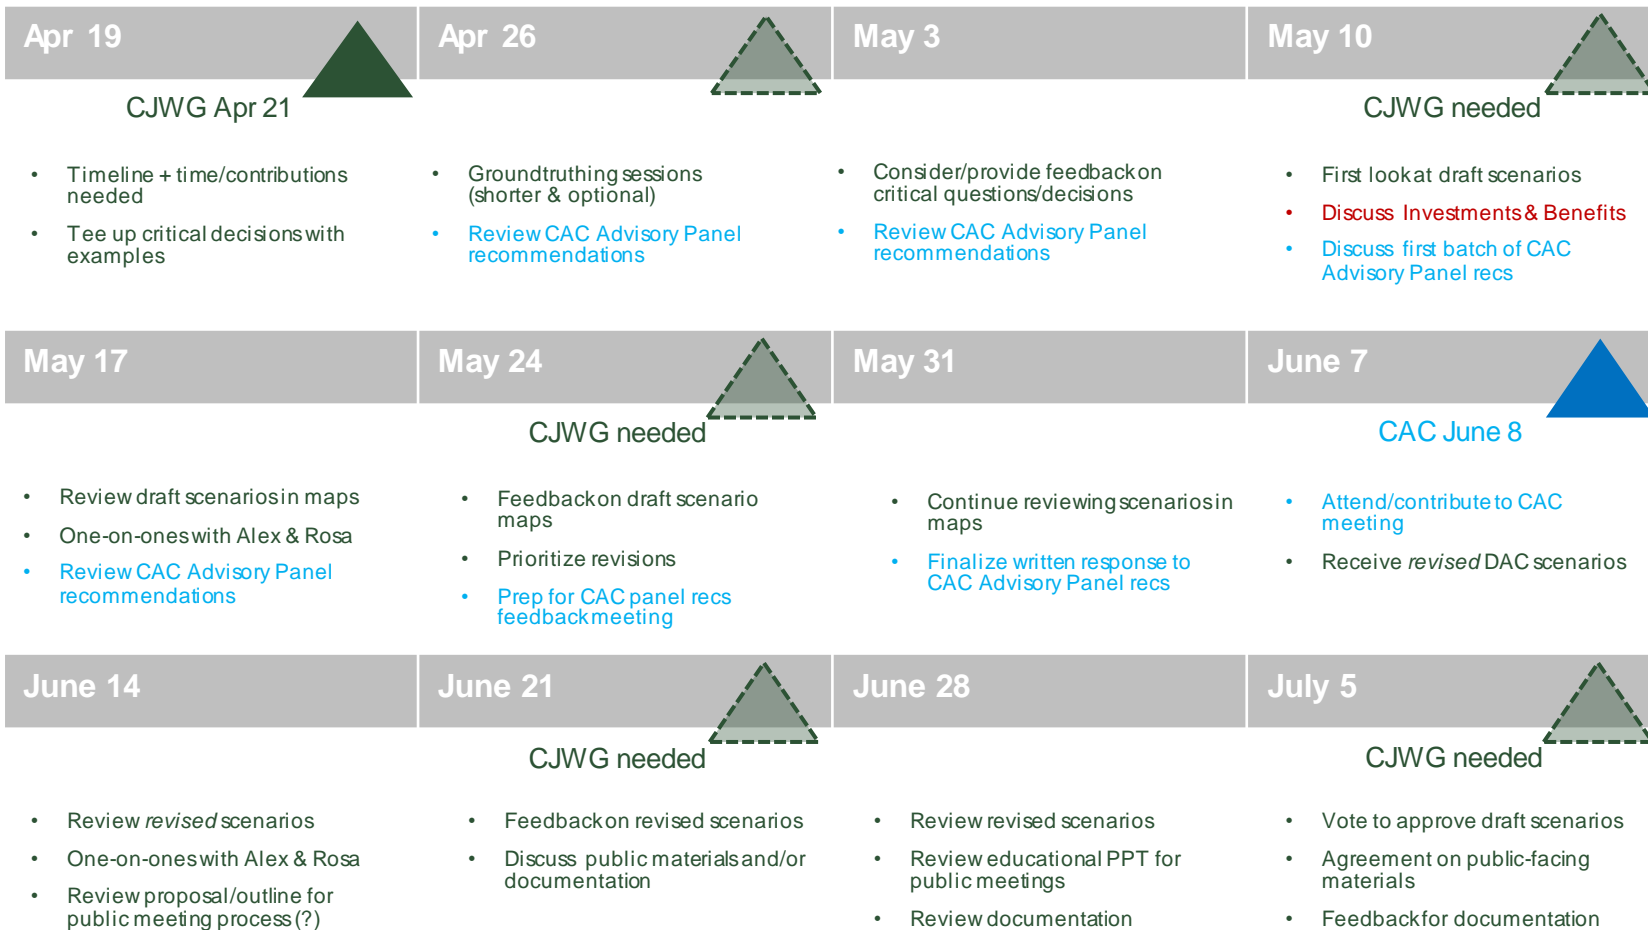 Apr 19
CJWG Apr 21
• Timeline + time/contributions
needed
• Tee up critical decisions with
examples
Apr 26
• Groundtruthing sessions
(shorter & optional)
• Review CAC Advisory Panel
recommendations
May 3
• Consider/provide feedback on
critical questions/decisions
• Review CAC Advisory Panel
recommendations
May 10
CJWG needed
• First look at draft scenarios
• Discuss Investments & Benefits
• Discuss first batch of CAC
Advisory Panel recs
May 17
• Review draft scenarios in maps
• One-on-ones with Alex & Rosa
• Review CAC Advisory Panel
recommendations
May 24
CJWG needed
• Feedback on draft scenario
maps
• Prioritize revisions
• Prep for CAC panel recs
feedback meeting
May 31
• Continue reviewing scenarios in
maps
• Finalize written response to
CAC Advisory Panel recs
June 7
CAC June 8
• Attend/contribute to CAC
meeting
• Receive revised DAC scenarios
June 14
• Review revised scenarios
• One-on-ones with Alex & Rosa
• Review proposal/outline for
public meeting process (?)
June 21
CJWG needed
• Feedback on revised scenarios
• Discuss public materials and/or
documentation
June 28
• Review revised scenarios
• Review educational PPT for
public meetings
• Review documentation
July 5
CJWG needed
• Vote to approve draft scenarios
• Agreement on public-facing
materials
• Feedback for documentation